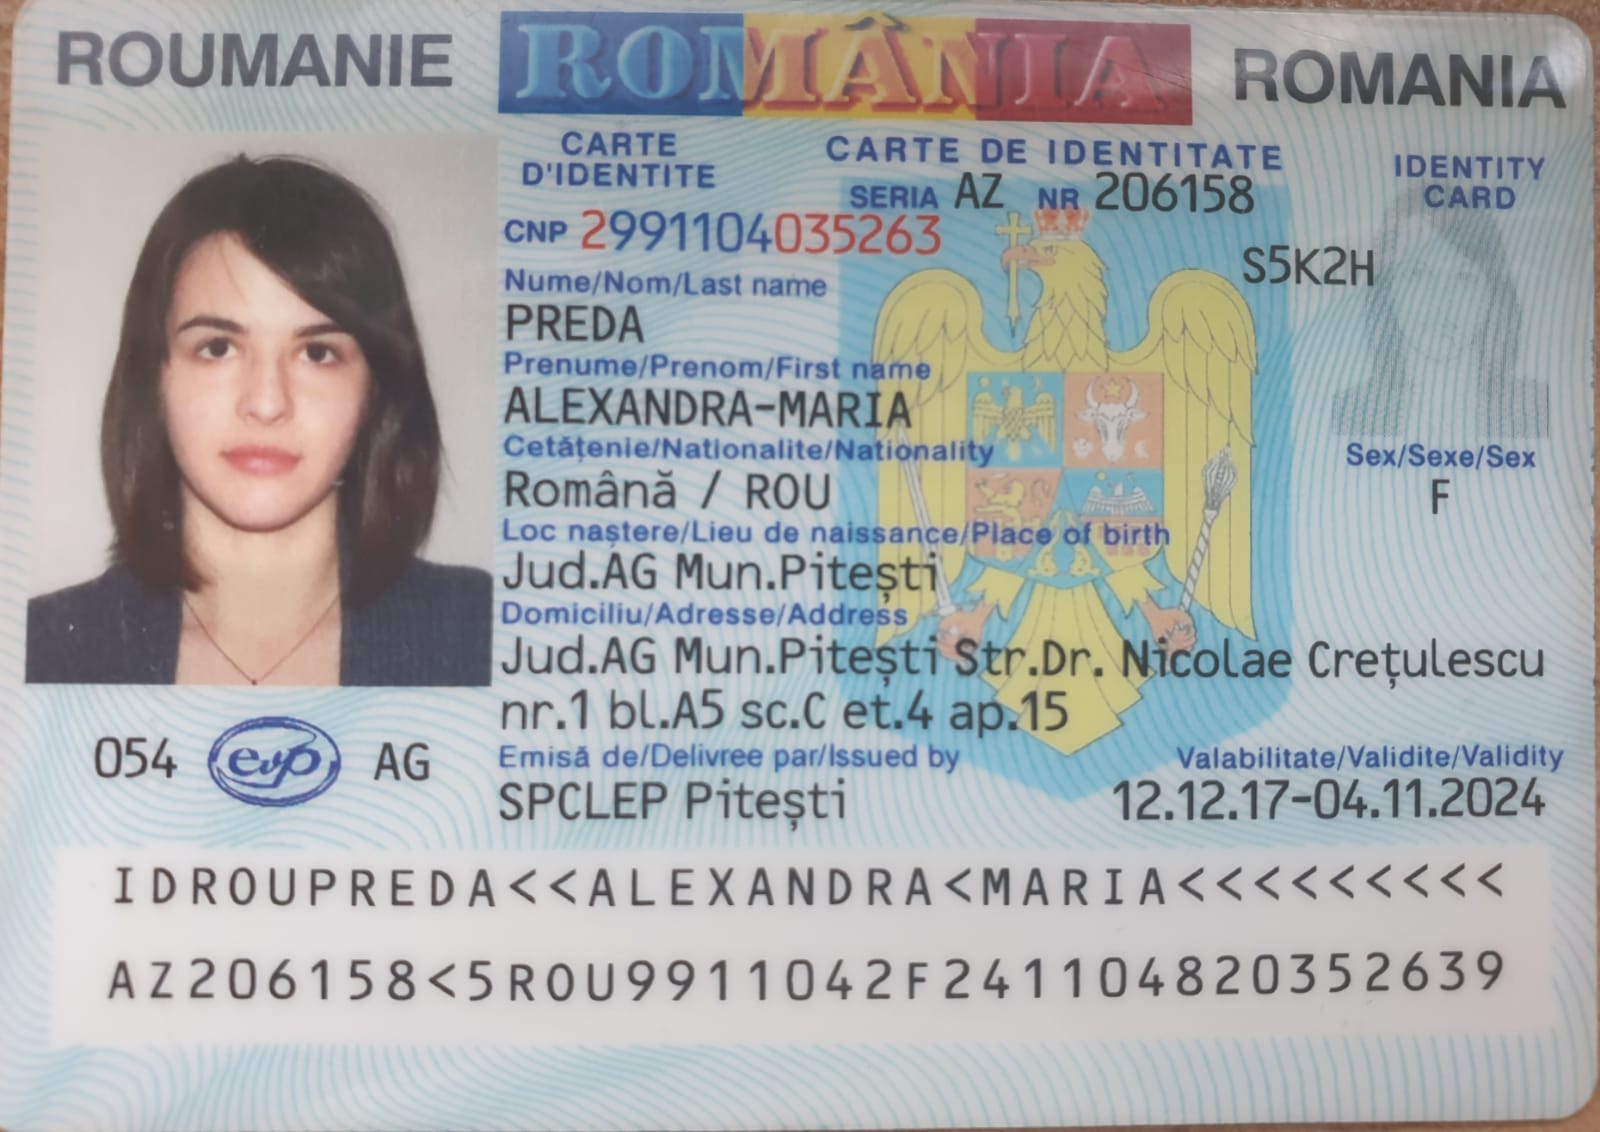 ROUMANIE ROMÂNIA ROMANIA
CARTE D'IDENTITE
CARTE DE IDENTITATE
IDENTITY CARD
SERIA AZ NR 206158
CNP 2991104035263
S5K2H
Nume/Nom/Last name
PREDA
Prenume/Prenom/First name
ALEXANDRA-MARIA
Cetățenie/Nationalite/Nationality
Română / ROU
Sex/Sexe/Sex
F
Loc naștere/Lieu de naissance/Place of birth
Jud.AG Mun.Pitești
Domiciliu/Adresse/Address
Jud.AG Mun.Pitești Str.Dr. Nicolae Crețulescu
nr.1 bl.A5 sc.C et.4 ap.15
054 evp AG
Emisă de/Delivree par/Issued by
SPCLEP Pitești
Valabilitate/Validite/Validity
12.12.17-04.11.2024
IDROUPREDA<<ALEXANDRA<MARIA<<<<<<<<<
AZ206158<5ROU9911042F241104820352639